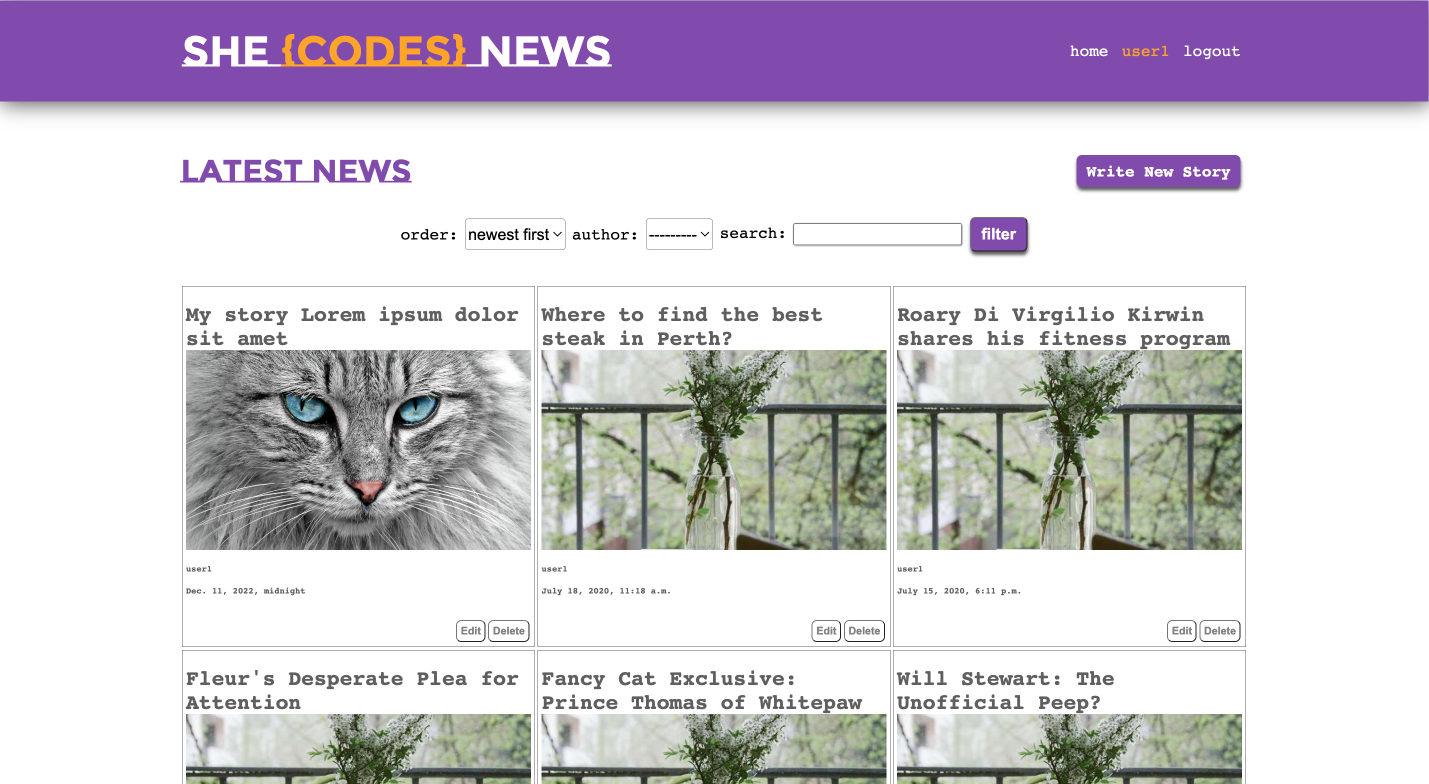 SHE {CODES} NEWS
home user1 logout
LATEST NEWS
Write New Story
order: newest first author: --------- search: filter
My story Lorem ipsum dolor
sit amet
user1
Dec. 11, 2022, midnight
Edit Delete
Where to find the best
steak in Perth?
user1
July 18, 2020, 11:18 a.m.
Edit Delete
Roary Di Virgilio Kirwin
shares his fitness program
user1
July 15, 2020, 6:11 p.m.
Edit Delete
Fleur's Desperate Plea for
Attention
Fancy Cat Exclusive:
Prince Thomas of Whitepaw
Will Stewart: The
Unofficial Peep?